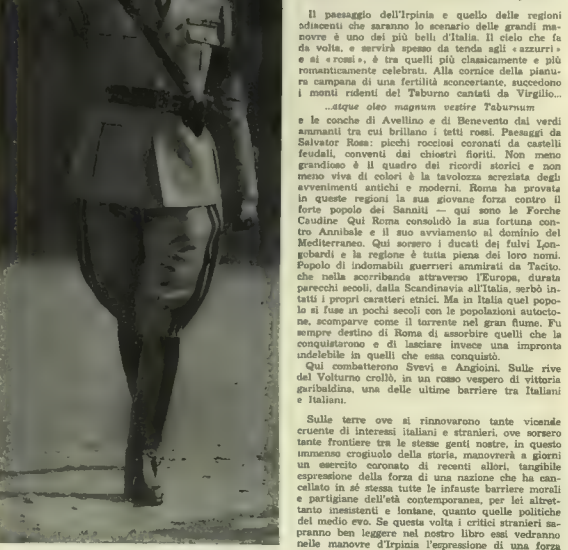 Il paesaggio dell'Irpinia e quello delle regioni
adiacenti che saranno lo scenario delle grandi ma-
novre è uno dei più belli d'Italia. Il cielo che fa
da volta, e servirà spesso da tenda agli « azzurri »
e ai « rossi », è tra quelli più classicamente e più
romanticamente celebrati. Alla cornice della pianu-
ra campana di una fertilità sconcertante, succedono
i monti ridenti del Taburno cantati da Virgilio...
...atque oleo magnum vestire Taburnum
e le conche di Avellino e di Benevento dai verdi
ammanti tra cui brillano i tetti rossi. Paesaggi da
Salvator Rosa: picchi rocciosi coronati da castelli
feudali, conventi dai chiostri fioriti. Non meno
grandioso è il quadro dei ricordi storici e non
meno viva di colori è la tavolozza screziata degli
avvenimenti antichi e moderni. Roma ha provata
in queste regioni la sua giovane forza contro il
forte popolo dei Sanniti — qui sono le Forche
Caudine Qui Roma consolidò la sua fortuna con-
tro Annibale e il suo avviamento al dominio del
Mediterraneo. Qui sorsero i ducati dei fulvi Lon-
gobardi e la regione è tutta piena dei loro nomi.
Popolo di indomabili guerrieri ammirati da Tacito,
che nella scorribanda attraverso l'Europa, durata
parecchi secoli, dalla Scandinavia all'Italia, serbò in-
tatti i propri caratteri etnici. Ma in Italia quel popo-
lo si fuse in pochi secoli con le popolazioni autocto-
ne, scomparve come il torrente nel gran fiume. Fu
sempre destino di Roma di assorbire quelli che la
conquistarono e di lasciare invece una impronta
indelebile in quelli che essa conquistò.
Qui combatterono Svevi e Angioini. Sulle rive
del Volturno crollò, in un rosso vespero di vittoria
garibaldina, una delle ultime barriere tra Italiani
e Italiani.
Sulle terre ove si rinnovarono tante vicende
cruente di interessi italiani e stranieri, ove sorsero
tante frontiere tra le stesse genti nostre, in questo
immenso crogiuolo della storia, manovrerà a giorni
un esercito coronato di recenti allori, tangibile
espressione della forza di una nazione che ha can-
cellato in sé stessa tutte le infauste barriere morali
e partigiane dell'età contemporanea, per lei altret-
tanto inesistenti e lontane, quanto quelle politiche
del medio evo. Se questa volta i critici stranieri sa-
pranno ben leggere nel nostro libro essi vedranno
nelle manovre d'Irpinia l'espressione di una forza